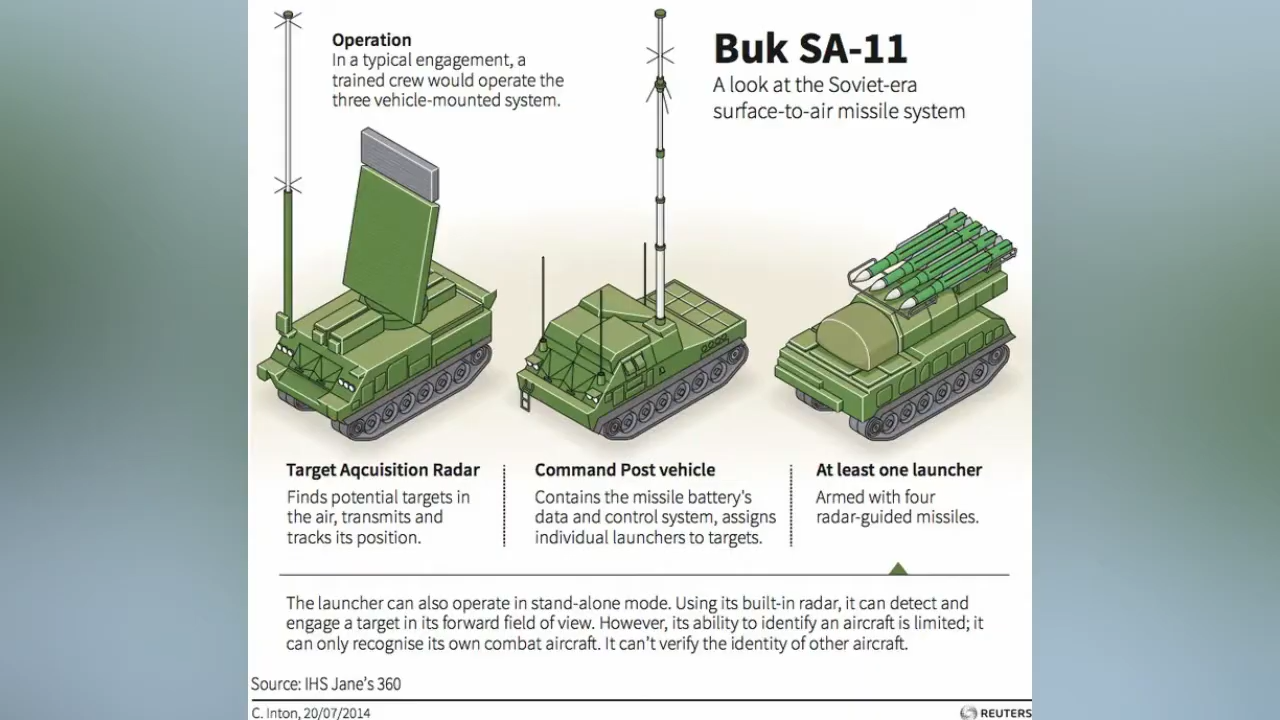 Operation
In a typical engagement, a
trained crew would operate the
three vehicle-mounted system.
Buk SA-11
A look at the Soviet-era
surface-to-air missile system
Target Aqcuisition Radar
Finds potential targets in
the air, transmits and
tracks its position.
Command Post vehicle
Contains the missile battery's
data and control system, assigns
individual launchers to targets.
At least one launcher
Armed with four
radar-guided missiles.
The launcher can also operate in stand-alone mode. Using its built-in radar, it can detect and
engage a target in its forward field of view. However, its ability to identify an aircraft is limited; it
can only recognise its own combat aircraft. It can't verify the identity of other aircraft.
Source: IHS Jane's 360
C. Inton, 20/07/2014
REUTERS